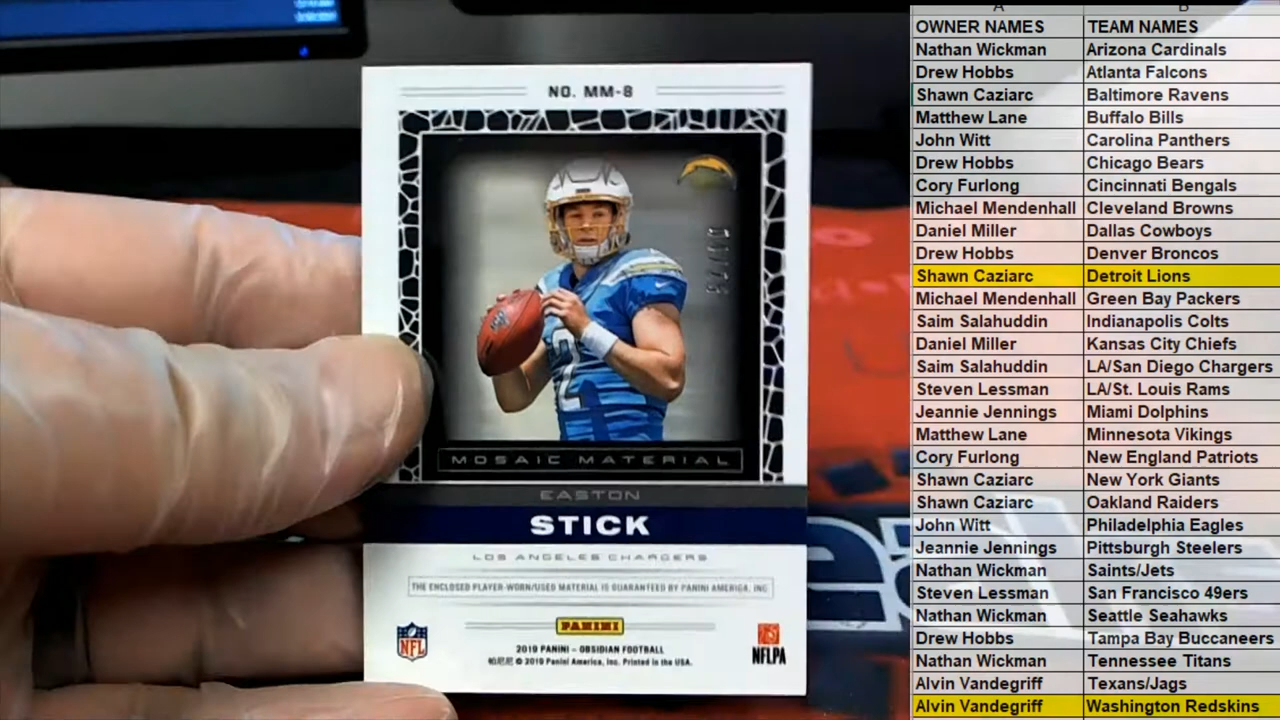 NO. MM-8
MOSAIC MATERIAL
EASTON
STICK
LOS ANGELES CHARGERS
THE ENCLOSED PLAYER-WORN/USED MATERIAL IS GUARANTEED BY PANINI AMERICA, INC.
PANINI
NFL
2019 PANINI - OBSIDIAN FOOTBALL
帕尼尼 © 2019 Panini America, Inc. Printed in the USA.
NFLPA
2
A B
OWNER NAMES TEAM NAMES
Nathan Wickman Arizona Cardinals
Drew Hobbs Atlanta Falcons
Shawn Caziarc Baltimore Ravens
Matthew Lane Buffalo Bills
John Witt Carolina Panthers
Drew Hobbs Chicago Bears
Cory Furlong Cincinnati Bengals
Michael Mendenhall Cleveland Browns
Daniel Miller Dallas Cowboys
Drew Hobbs Denver Broncos
Shawn Caziarc Detroit Lions
Michael Mendenhall Green Bay Packers
Saim Salahuddin Indianapolis Colts
Daniel Miller Kansas City Chiefs
Saim Salahuddin LA/San Diego Chargers
Steven Lessman LA/St. Louis Rams
Jeannie Jennings Miami Dolphins
Matthew Lane Minnesota Vikings
Cory Furlong New England Patriots
Shawn Caziarc New York Giants
Shawn Caziarc Oakland Raiders
John Witt Philadelphia Eagles
Jeannie Jennings Pittsburgh Steelers
Nathan Wickman Saints/Jets
Steven Lessman San Francisco 49ers
Nathan Wickman Seattle Seahawks
Drew Hobbs Tampa Bay Buccaneers
Nathan Wickman Tennessee Titans
Alvin Vandegriff Texans/Jags
Alvin Vandegriff Washington Redskins